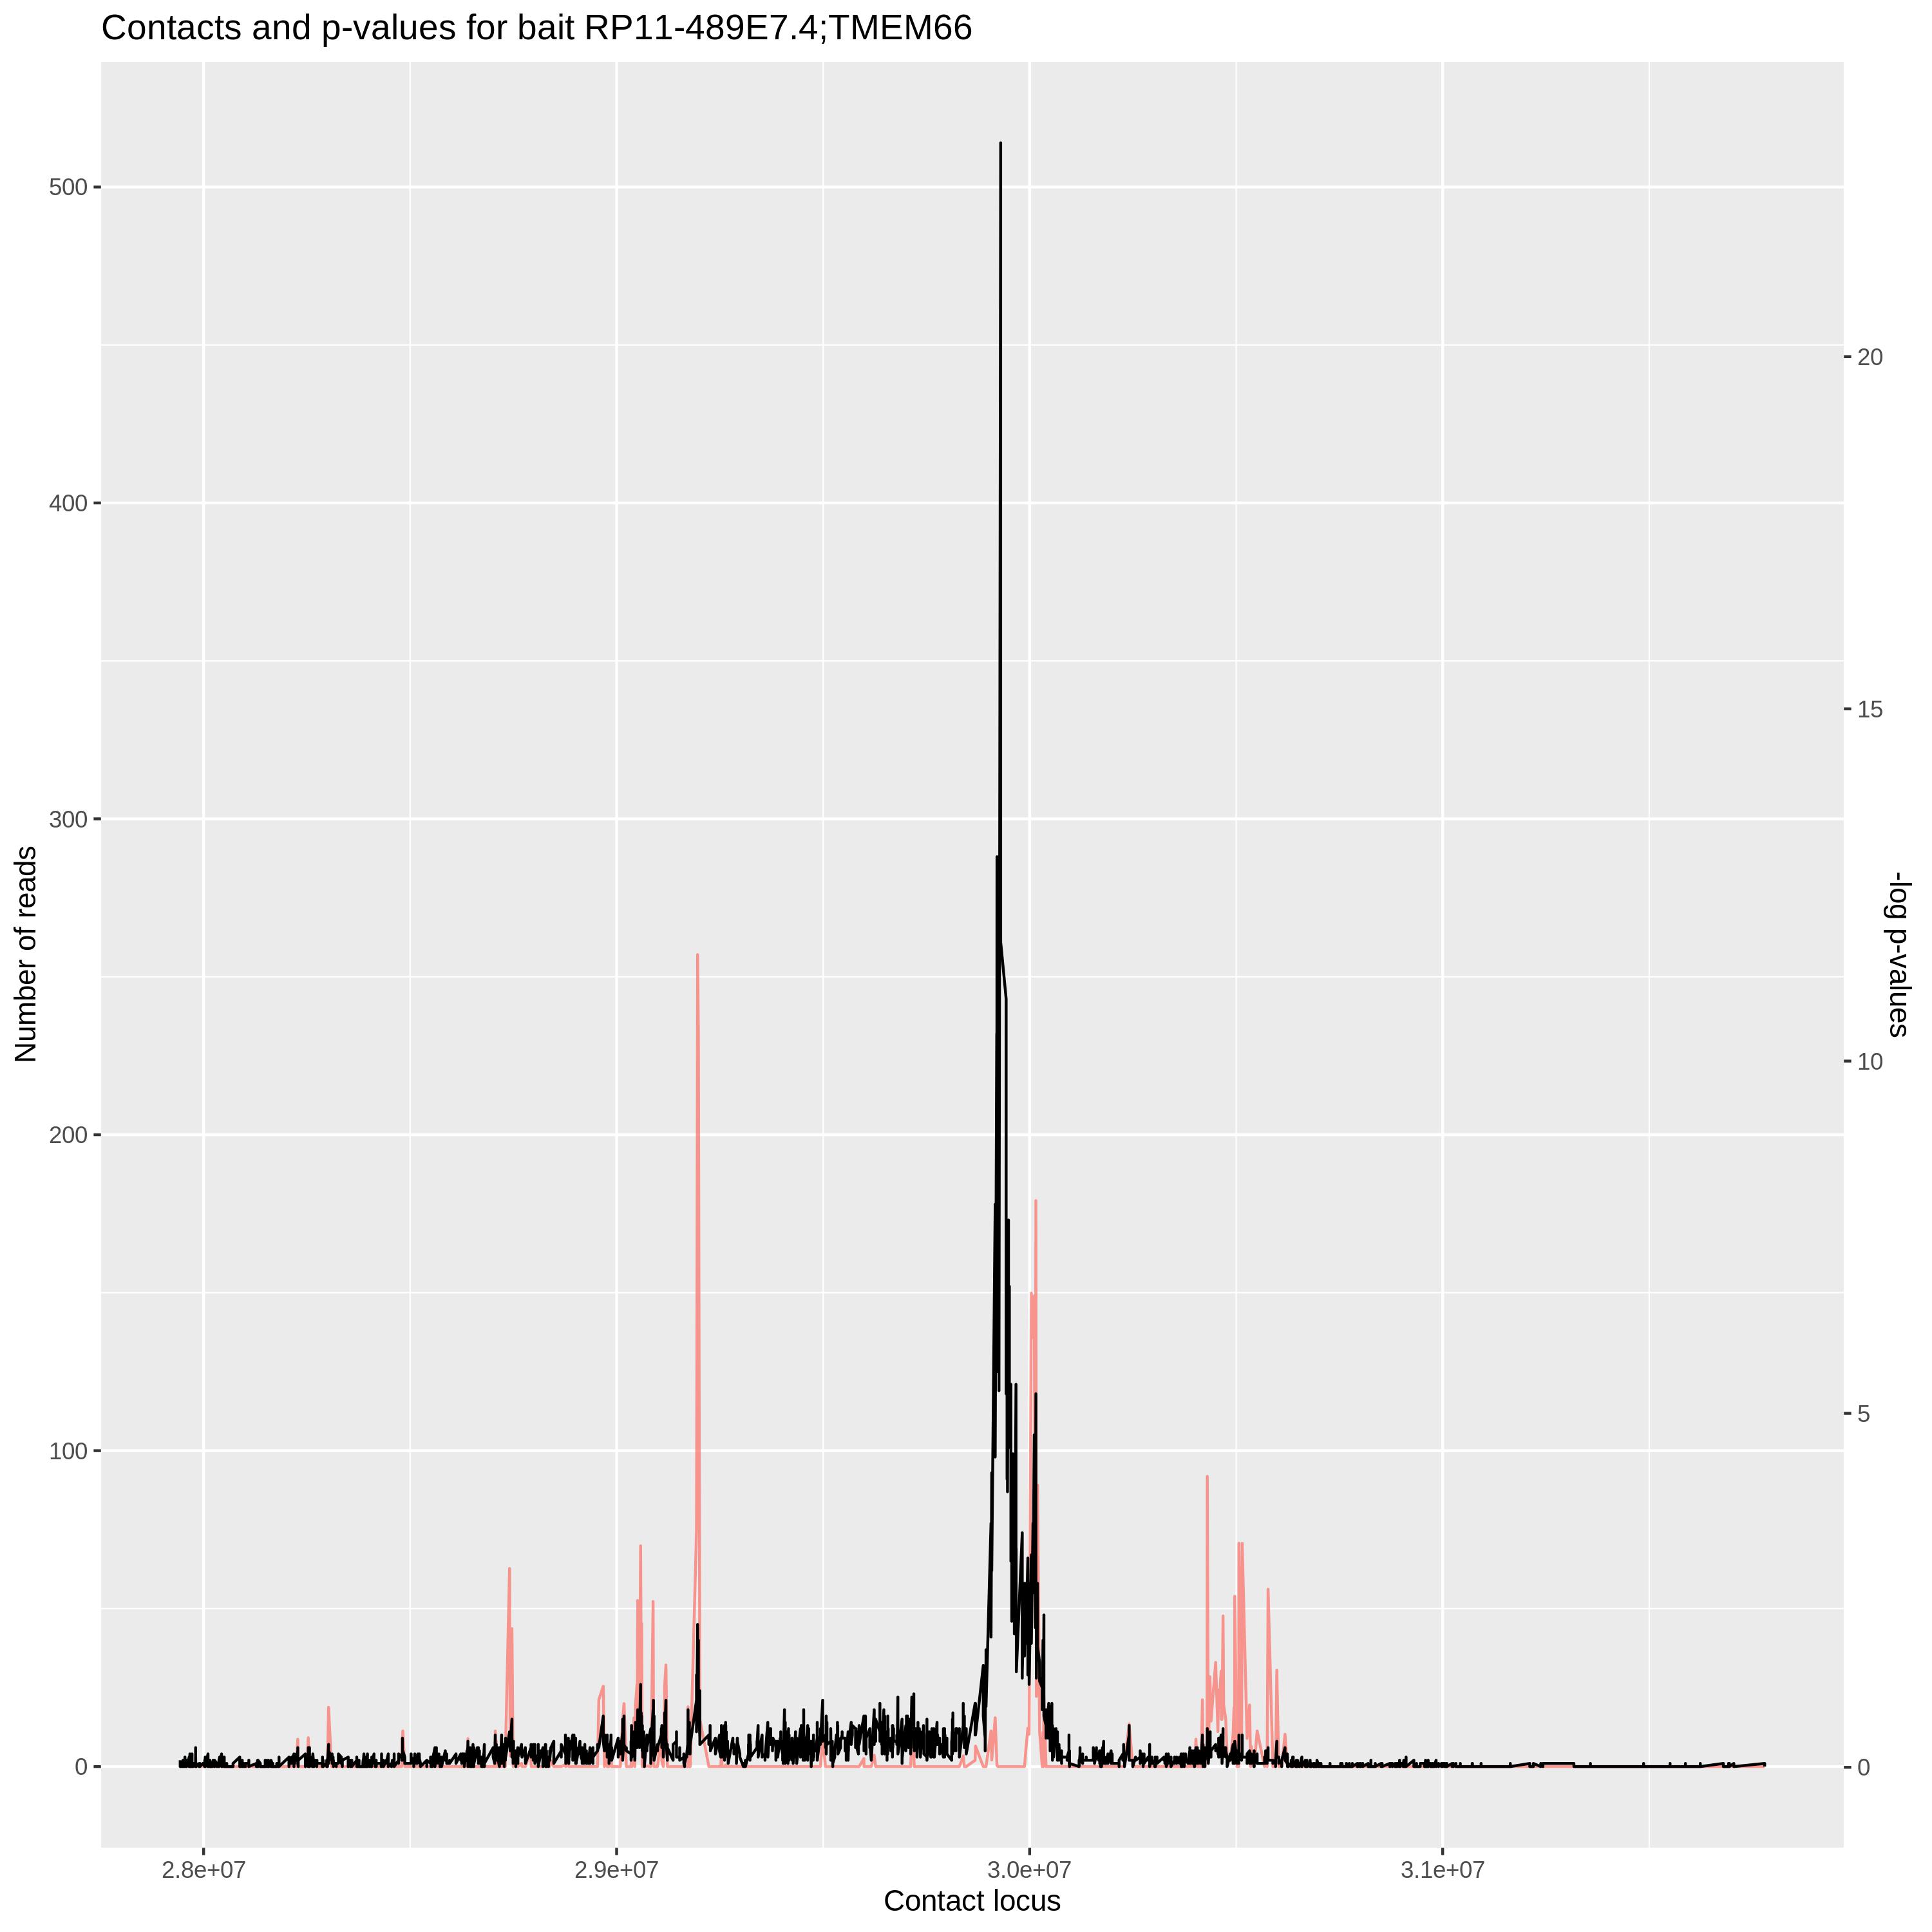 Contacts and p-values for bait RP11-489E7.4;TMEM66
500
400
300
200
100
0
Number of reads
20
15
10
5
0
-log p-values
2.8e+07 2.9e+07 3.0e+07 3.1e+07
Contact locus